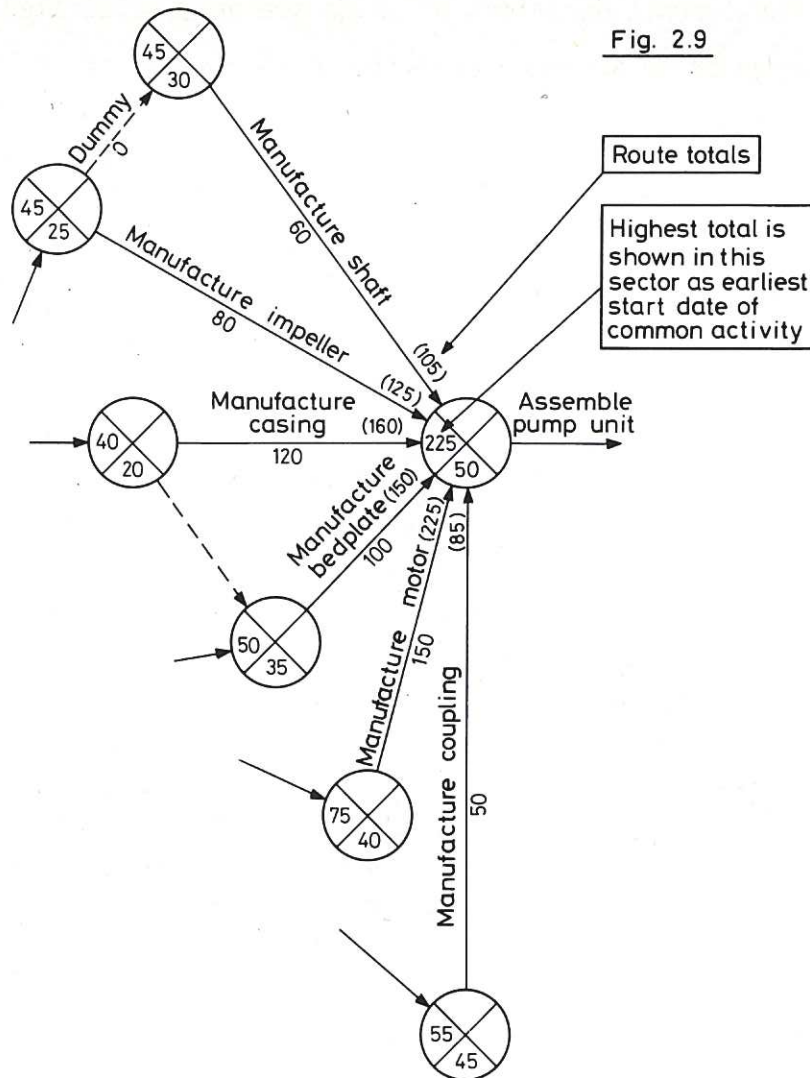 Fig. 2.9
45
30
Dummy
0
45
25
Manufacture shaft
60
Route totals
Highest total is
shown in this
sector as earliest
start date of
common activity
Manufacture impeller
80
(105)
(125)
Manufacture
casing
(160)
120
40
20
225
50
Assemble
pump unit
Manufacture
bedplate (150)
100
50
35
Manufacture motor (225)
150
(85)
Manufacture coupling
50
75
40
55
45